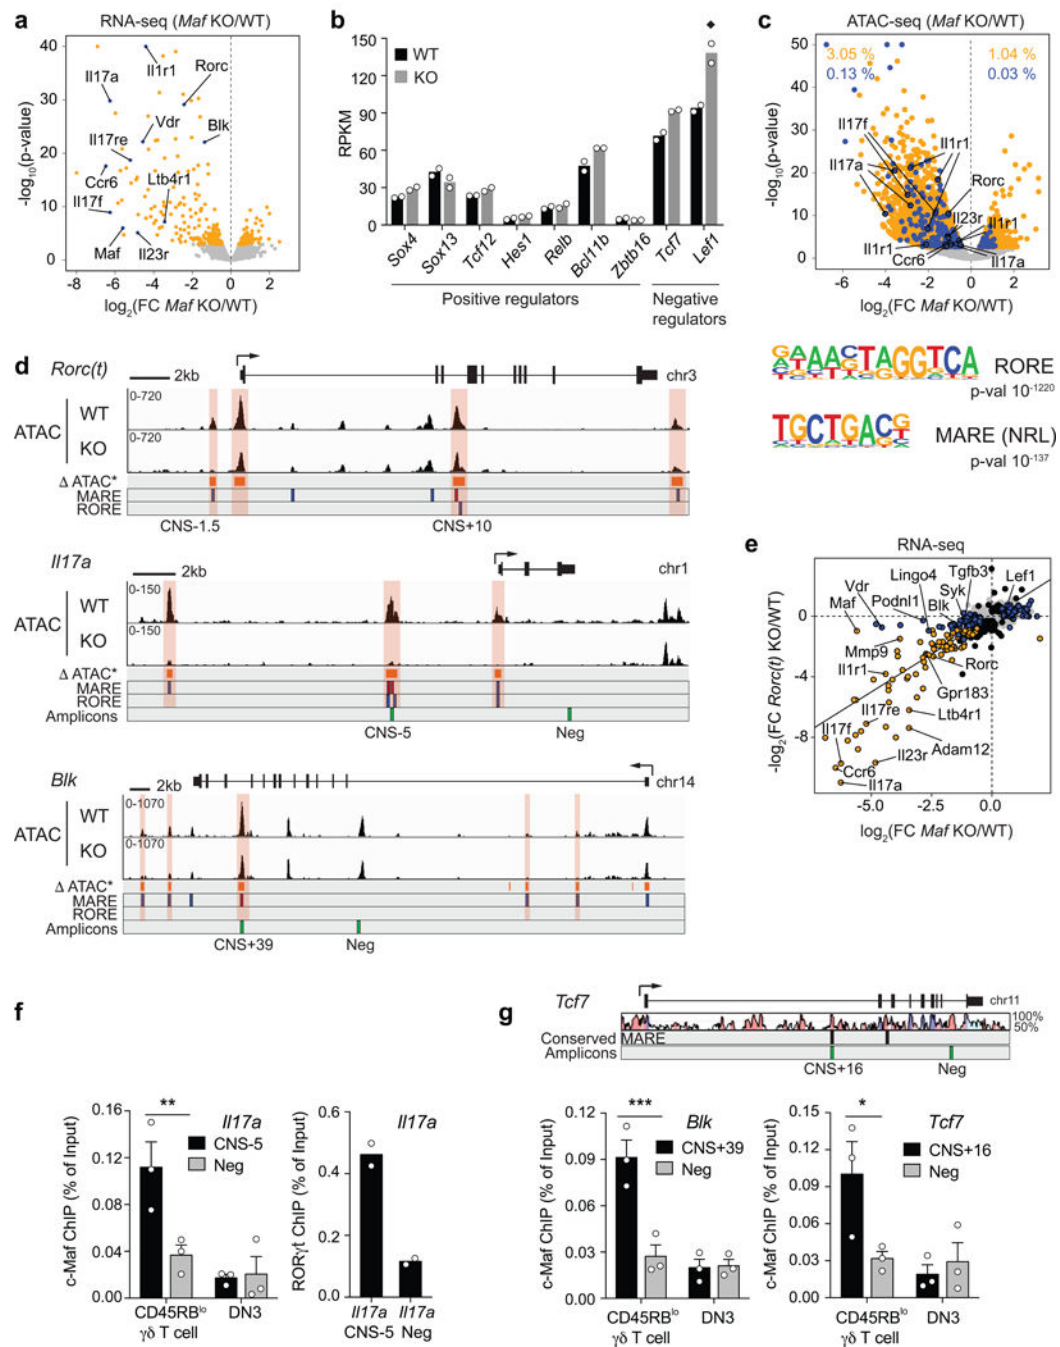 a
RNA-seq (Maf KO/WT)
-log10(p-value)
40
30
20
10
0
Il17a
Il1r1
Rorc
Vdr
Blk
Il17re
Ccr6
Ltb4r1
Il17f
Maf
Il23r
-8 -6 -4 -2 0 2
log2(FC Maf KO/WT)
b
WT
KO
RPKM
150
120
90
60
30
0
Sox4
Sox13
Tcf12
Hes1
Relb
Bcl11b
Zbtb16
Tcf7
Lef1
Positive regulators
Negative regulators
c
ATAC-seq (Maf KO/WT)
-log10(p-value)
50
40
30
20
10
0
3.05 %
0.13 %
1.04 %
0.03 %
Il17f
Il1r1
Il17a
Rorc
Il23r
Il1r1
Il1r1
Ccr6
Il17a
-6 -4 -2 0 2
log2(FC Maf KO/WT)
RORE
p-val 10-1220
MARE (NRL)
p-val 10-137
d
Rorc(t)
2kb
chr3
ATAC
WT
0-720
KO
0-720
Δ ATAC*
MARE
RORE
CNS-1.5
CNS+10
Il17a
2kb
chr1
ATAC
WT
0-150
KO
0-150
Δ ATAC*
MARE
RORE
Amplicons
CNS-5
Neg
Blk
2kb
chr14
ATAC
WT
0-1070
KO
0-1070
Δ ATAC*
MARE
RORE
Amplicons
CNS+39
Neg
e
RNA-seq
-log2(FC Rorc(t) KO/WT)
0
-4
-8
Tgfb3
Lingo4
Lef1
Vdr
Syk
Maf
Podnl1
Blk
Mmp9
Il1r1
Rorc
Gpr183
Il17re
Ltb4r1
Il17f
Il23r
Adam12
Ccr6
Il17a
-5.0 -2.5 0.0
log2(FC Maf KO/WT)
f
c-Maf ChIP (% of Input)
0.16
0.12
0.08
0.04
0.00
**
Il17a
CNS-5
Neg
CD45RBlo
γδ T cell
DN3
RORγt ChIP (% of Input)
0.6
0.4
0.2
0.0
Il17a
Il17a CNS-5
Il17a Neg
g
Tcf7
chr11
100%
50%
Conserved MARE
Amplicons
CNS+16
Neg
c-Maf ChIP (% of Input)
0.12
0.09
0.06
0.03
0.00
***
Blk
CNS+39
Neg
CD45RBlo
γδ T cell
DN3
c-Maf ChIP (% of Input)
0.15
0.12
0.09
0.06
0.03
0.00
*
Tcf7
CNS+16
Neg
CD45RBlo
γδ T cell
DN3